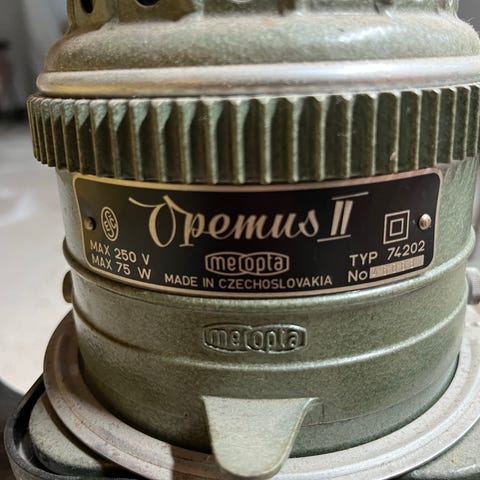 Opemus II
MAX 250 V
MAX 75 W
meopta
MADE IN CZECHOSLOVAKIA
TYP 74202
No
meopta